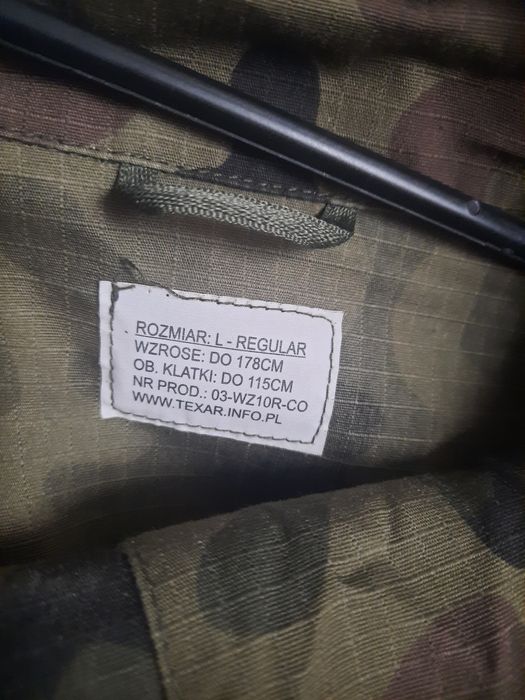 ROZMIAR: L - REGULAR
WZROSE: DO 178CM
OB. KLATKI: DO 115CM
NR PROD.: 03-WZ10R-CO
WWW.TEXAR.INFO.PL